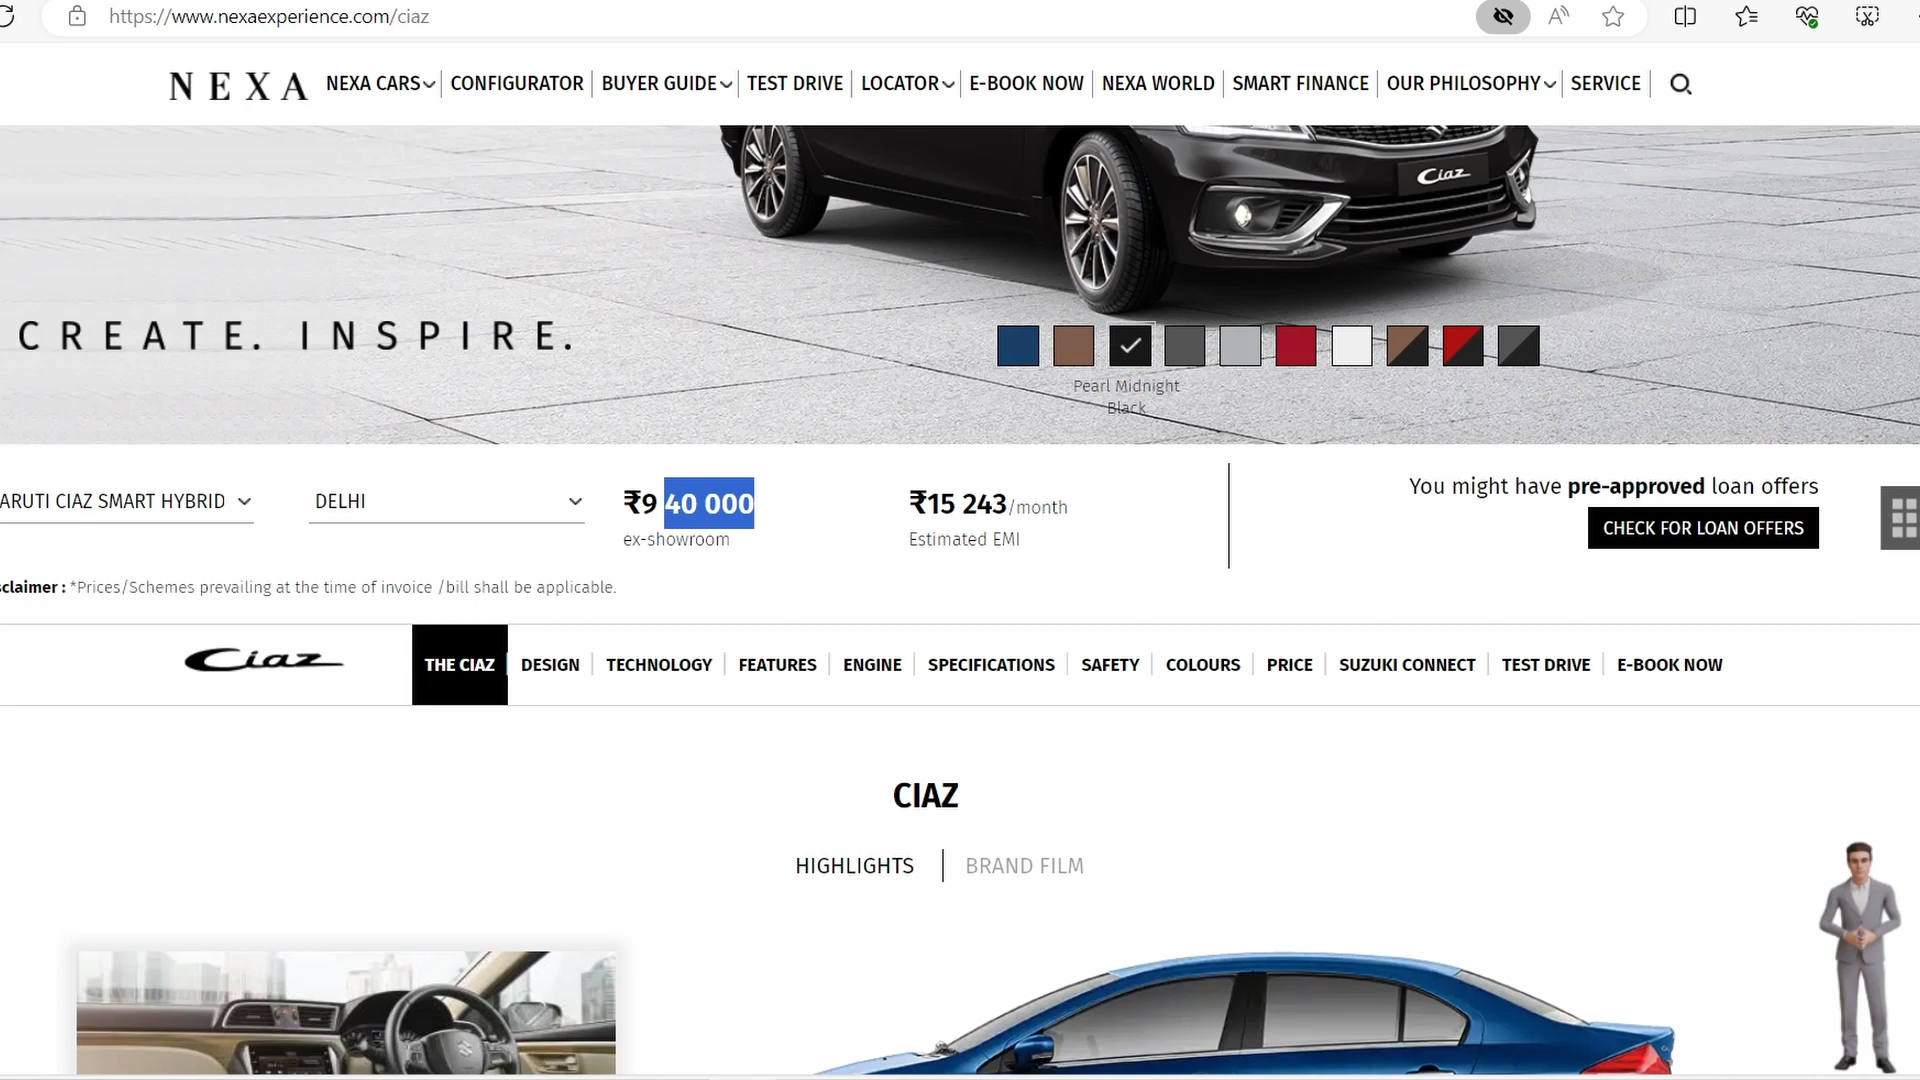 https://www.nexaexperience.com/ciaz
NEXA
NEXA CARS
CONFIGURATOR
BUYER GUIDE
TEST DRIVE
LOCATOR
E-BOOK NOW
NEXA WORLD
SMART FINANCE
OUR PHILOSOPHY
SERVICE
Ciaz
CREATE. INSPIRE.
Pearl Midnight
Black
ARUTI CIAZ SMART HYBRID
DELHI
₹9 40 000
ex-showroom
₹15 243/month
Estimated EMI
You might have pre-approved loan offers
CHECK FOR LOAN OFFERS
sclaimer : *Prices/Schemes prevailing at the time of invoice /bill shall be applicable.
Ciaz
THE CIAZ
DESIGN
TECHNOLOGY
FEATURES
ENGINE
SPECIFICATIONS
SAFETY
COLOURS
PRICE
SUZUKI CONNECT
TEST DRIVE
E-BOOK NOW
CIAZ
HIGHLIGHTS
BRAND FILM